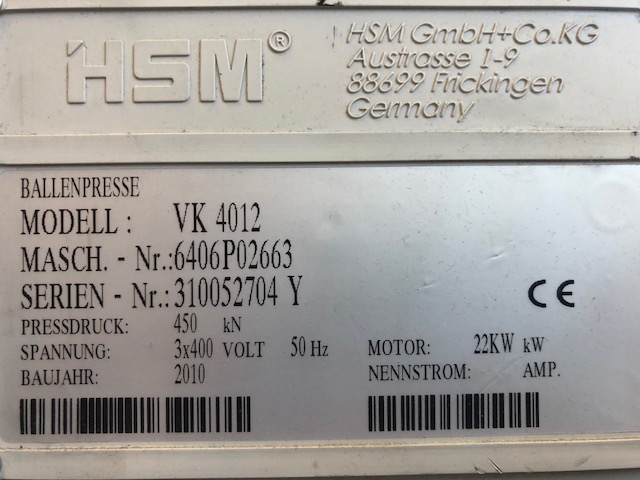 HSM®
HSM GmbH+Co.KG
Austrasse 1-9
88699 Frickingen
Germany
BALLENPRESSE
MODELL : VK 4012
MASCH. - Nr.:6406P02663
SERIEN - Nr.:310052704 Y
CE
PRESSDRUCK: 450 kN
SPANNUNG: 3x400 VOLT 50 Hz MOTOR: 22KW kW
BAUJAHR: 2010 NENNSTROM: AMP.